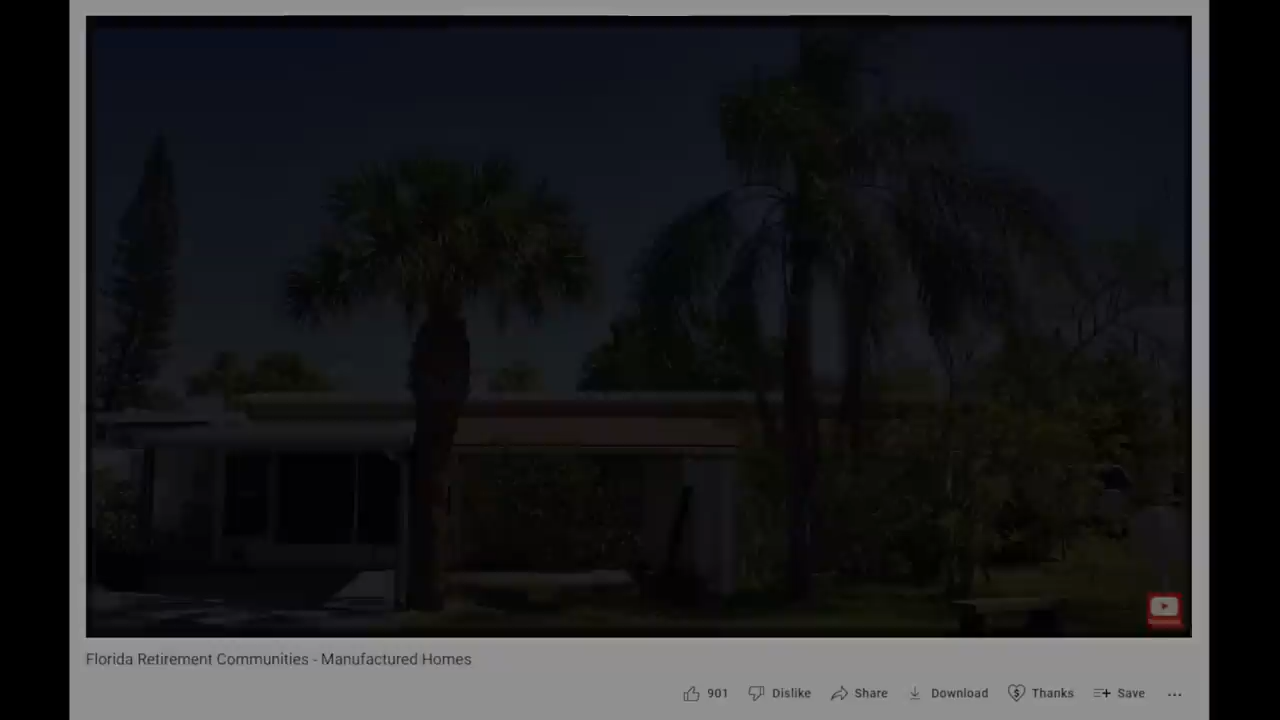 Florida Retirement Communities - Manufactured Homes
901 Dislike Share Download Thanks Save